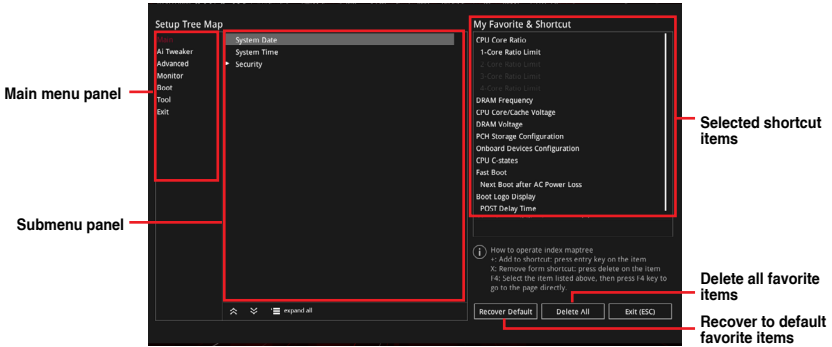 Setup Tree Map
Main
Ai Tweaker
Advanced
Monitor
Boot
Tool
Exit
System Date
System Time
Security
expand all
My Favorite & Shortcut
CPU Core Ratio
1-Core Ratio Limit
2-Core Ratio Limit
3-Core Ratio Limit
4-Core Ratio Limit
DRAM Frequency
CPU Core/Cache Voltage
DRAM Voltage
PCH Storage Configuration
Onboard Devices Configuration
CPU C-states
Fast Boot
Next Boot after AC Power Loss
Boot Logo Display
POST Delay Time
How to operate index maptree
+: Add to shortcut: press entry key on the item
X: Remove form shortcut: press delete on the item
F4: Select the item listed above, then press F4 key to
go to the page directly.
Recover Default
Delete All
Exit (ESC)
Main menu panel
Submenu panel
Selected shortcut
items
Delete all favorite
items
Recover to default
favorite items